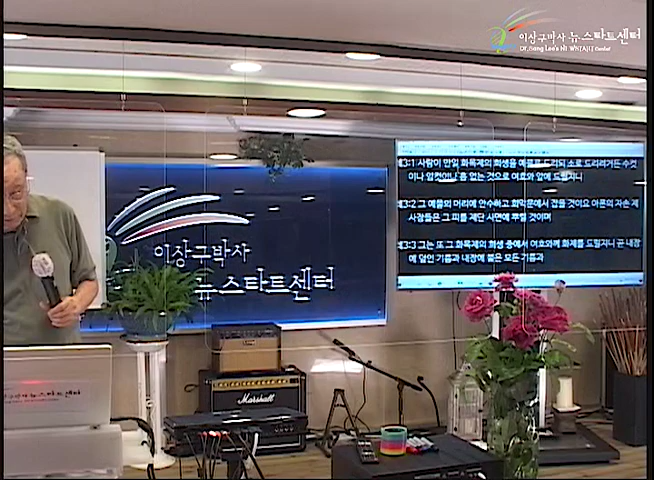 이상구박사 뉴스타트센터
Dr.Sang Lee's NEWSTART Center
3:1 사람이 만일 화목제의 희생을 예물로 드리되 소로 드리려거든 수컷
이나 암컷이나 흠 없는 것으로 여호와 앞에 드릴지니
3:2 그 예물의 머리에 안수하고 회막문에서 잡을 것이요 아론의 자손 제
사장들은 그 피를 제단 사면에 뿌릴 것이며
3:3 그는 또 그 화목제의 희생 중에서 여호와께 화제를 드릴지니 곧 내장
에 덮인 기름과 내장에 붙은 모든 기름과
이상구박사
뉴스타트센터
Marshall
뉴스타트센터